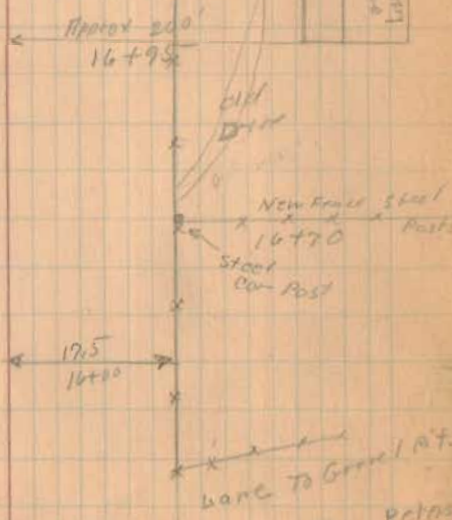 Approx 200'
16+95
old
New Fence Steel
Posts
16+70
Steel
Cor Post
17.5
16+00
Lane To Gravel Pit